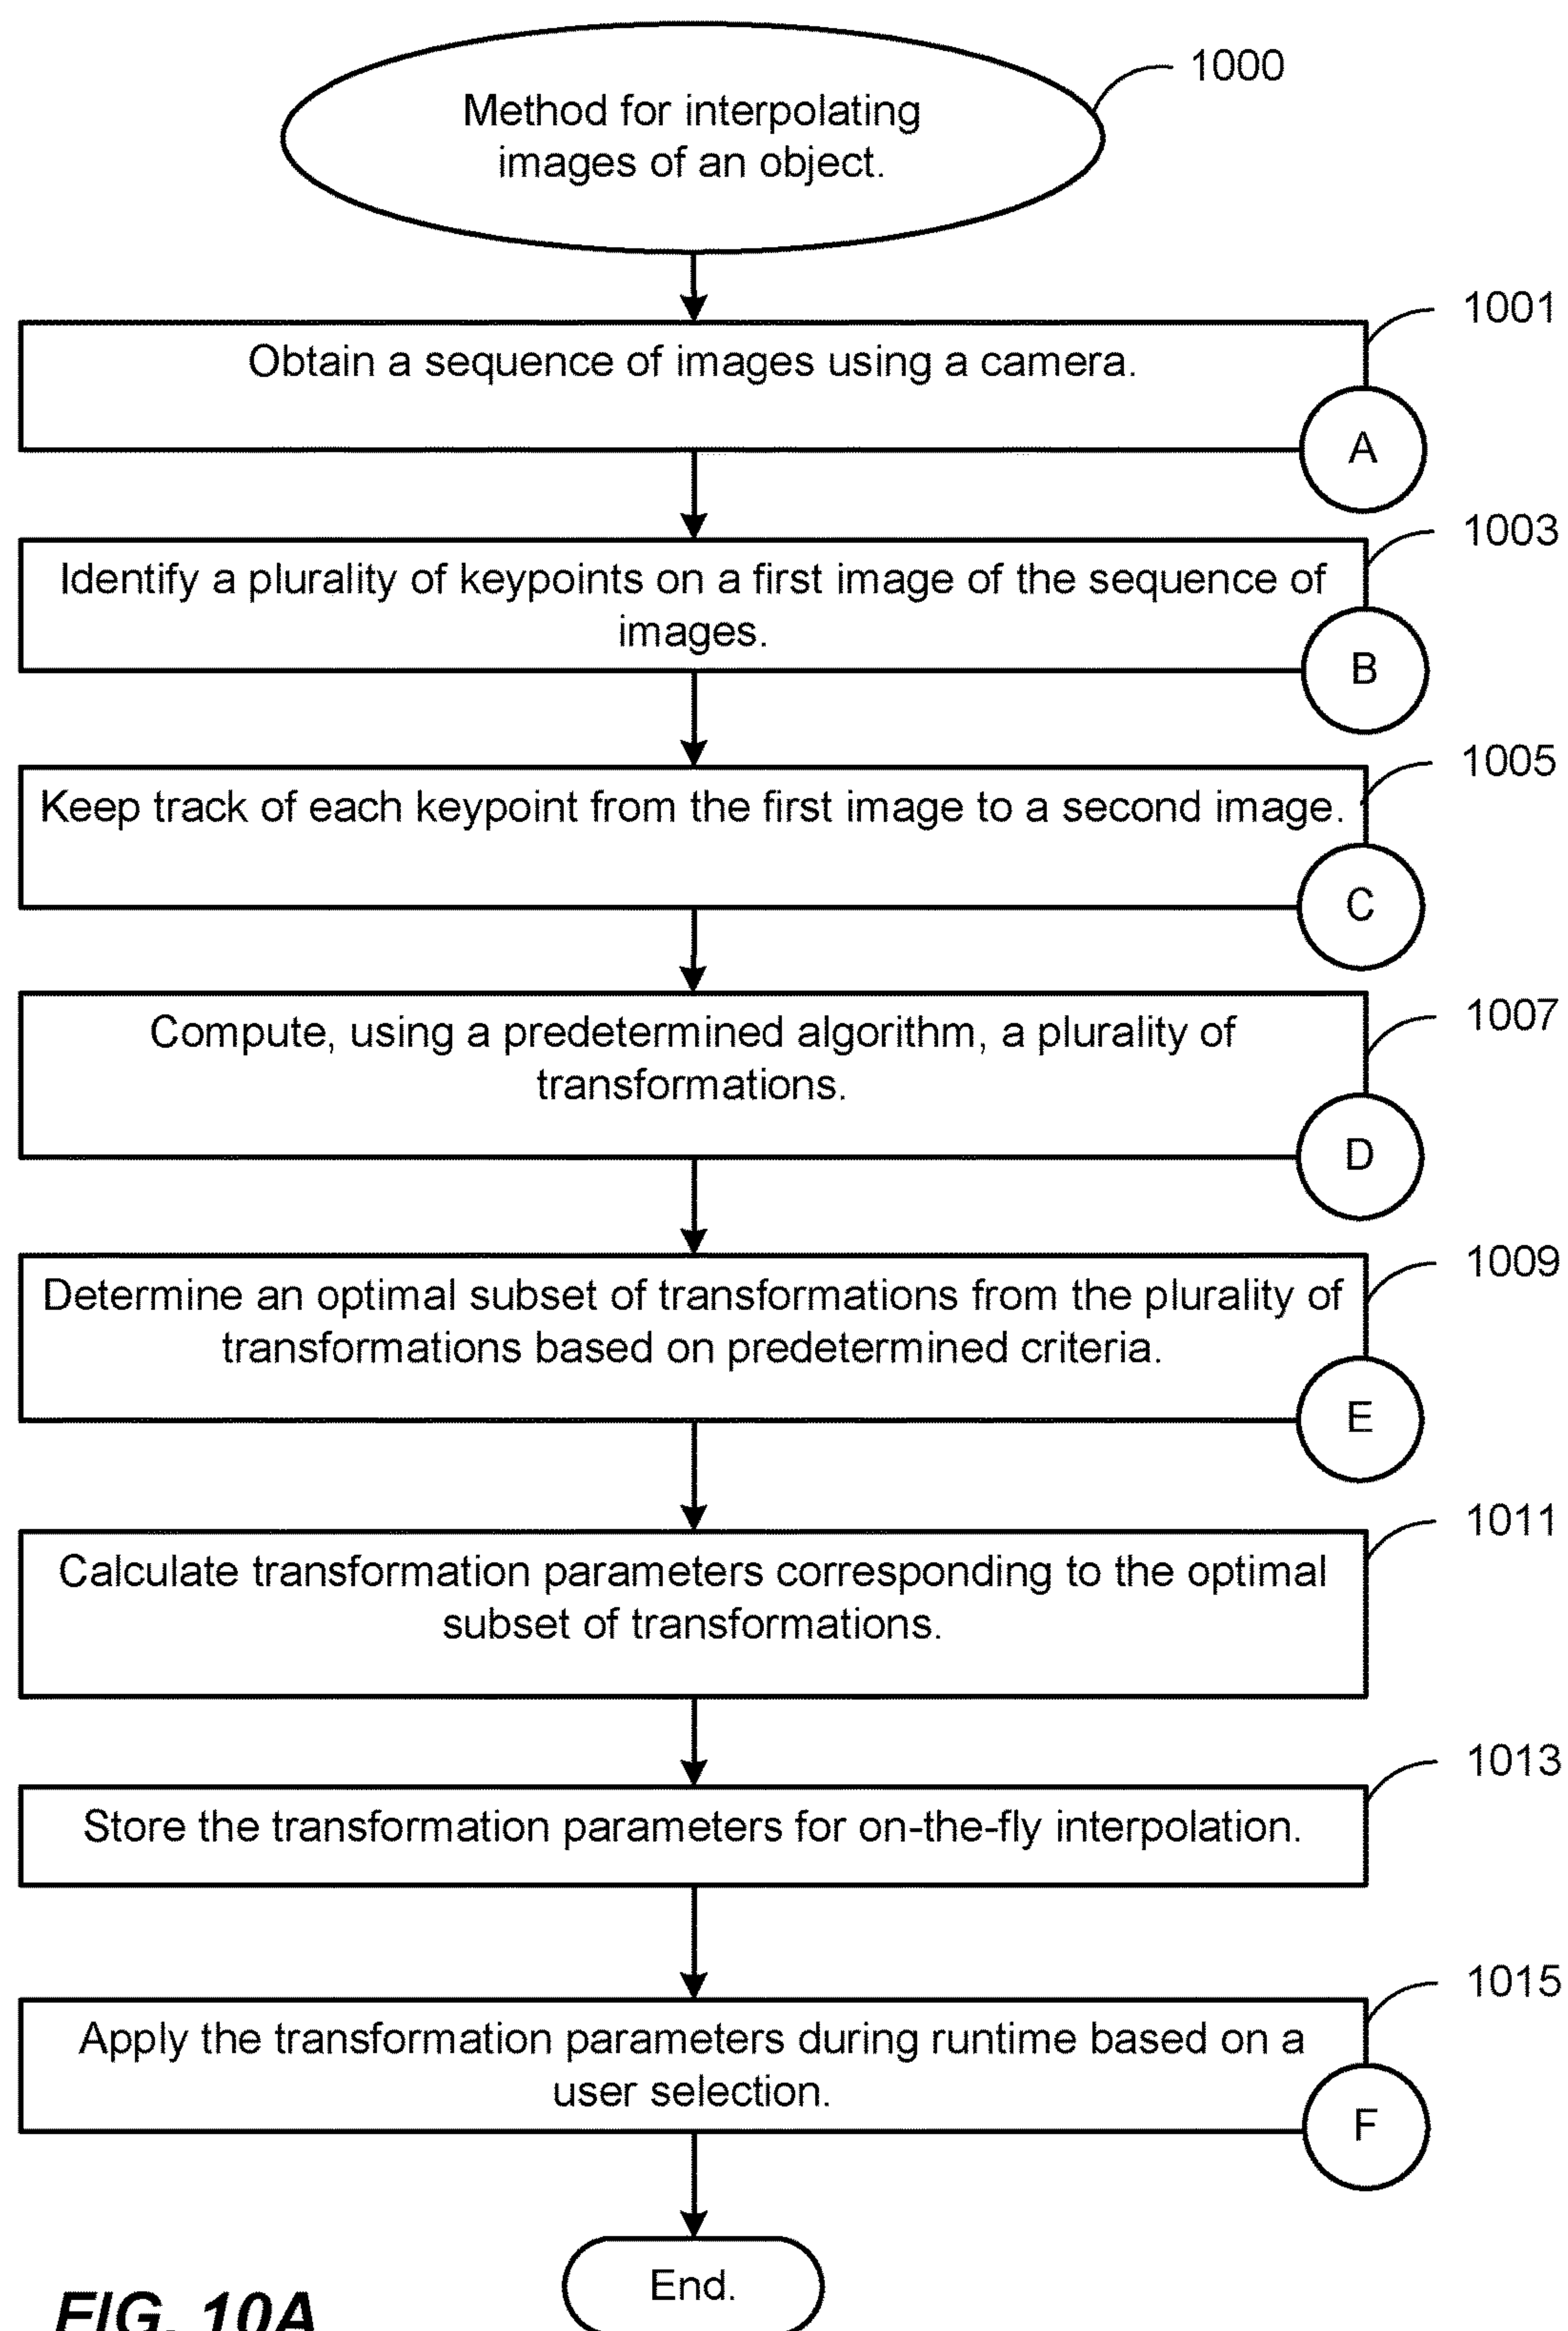 1000
Method for interpolating
images of an object.
1001
Obtain a sequence of images using a camera.
A
1003
Identify a plurality of keypoints on a first image of the sequence of
images.
B
1005
Keep track of each keypoint from the first image to a second image.
C
1007
Compute, using a predetermined algorithm, a plurality of
transformations.
D
1009
Determine an optimal subset of transformations from the plurality of
transformations based on predetermined criteria.
E
1011
Calculate transformation parameters corresponding to the optimal
subset of transformations.
1013
Store the transformation parameters for on-the-fly interpolation.
1015
Apply the transformation parameters during runtime based on a
user selection.
F
End.
FIG. 10A